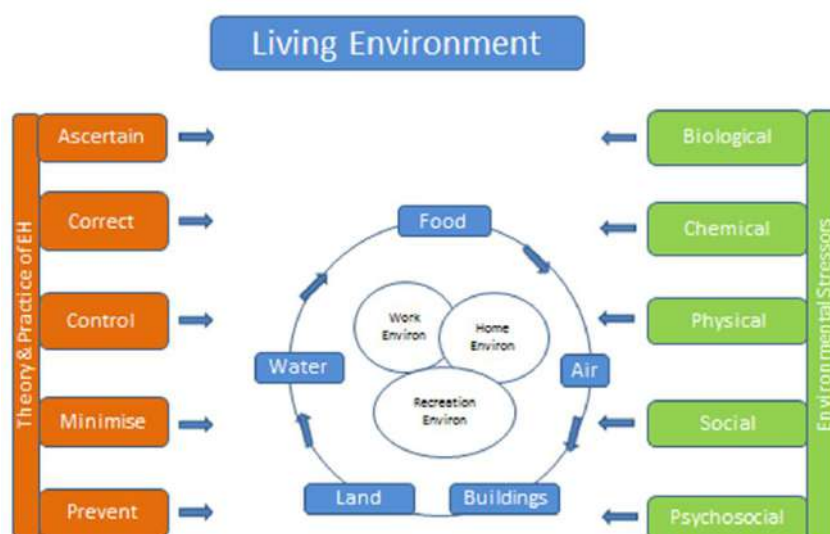 Living Environment
Theory & Practice of EH
Ascertain
Correct
Control
Minimise
Prevent
Food
Work
Environ
Home
Environ
Water
Air
Recreation
Environ
Land
Buildings
Biological
Chemical
Physical
Social
Psychosocial
Environmental Stressors